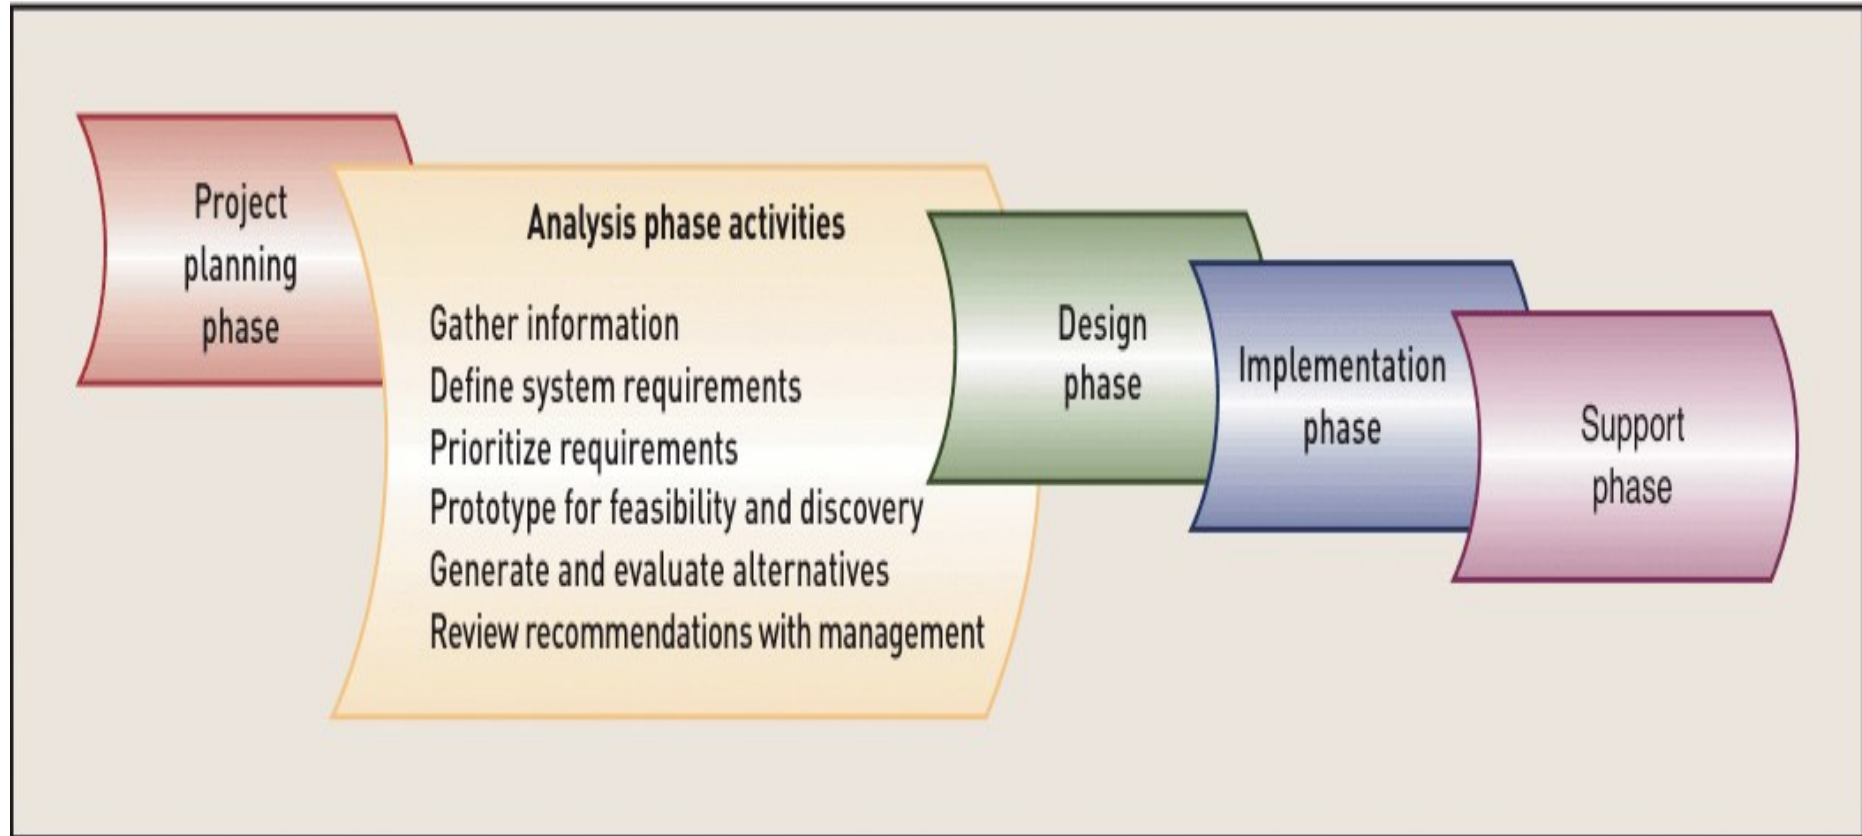 Project
planning
phase
Analysis phase activities
Gather information
Define system requirements
Prioritize requirements
Prototype for feasibility and discovery
Generate and evaluate alternatives
Review recommendations with management
Design
phase
Implementation
phase
Support
phase